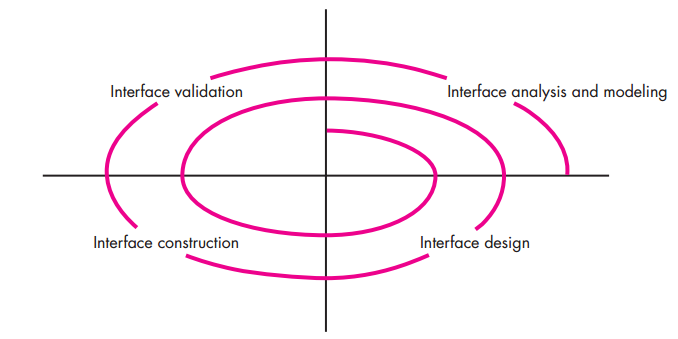 Interface validation
Interface analysis and modeling
Interface construction
Interface design